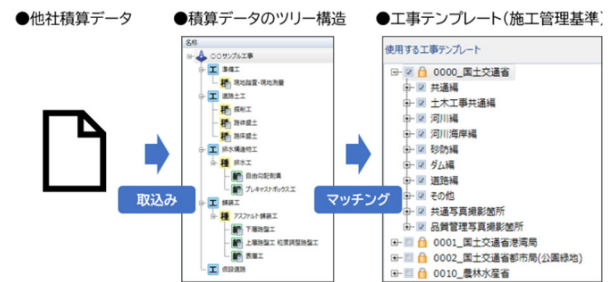 ●他社積算データ
●積算データのツリー構造
●工事テンプレート(施工管理基準)
名称
○○サンプル工事
準備工
現地踏査・現地測量
道路土工
掘削工
路体盛土
路床盛土
排水構造物工
排水工
自由勾配側溝
プレキャストボックス工
舗装工
アスファルト舗装工
下層路盤工
上層路盤工 粒度調整路盤工
表層工
仮設道路
取込み
マッチング
使用する工事テンプレート
0000_国土交通省
共通編
土木工事共通編
河川編
河川海岸編
砂防編
ダム編
道路編
その他
共通写真撮影箇所
品質管理写真撮影箇所
0001_国土交通省港湾局
0002_国土交通省都市局(公園緑地)
0010_農林水産省